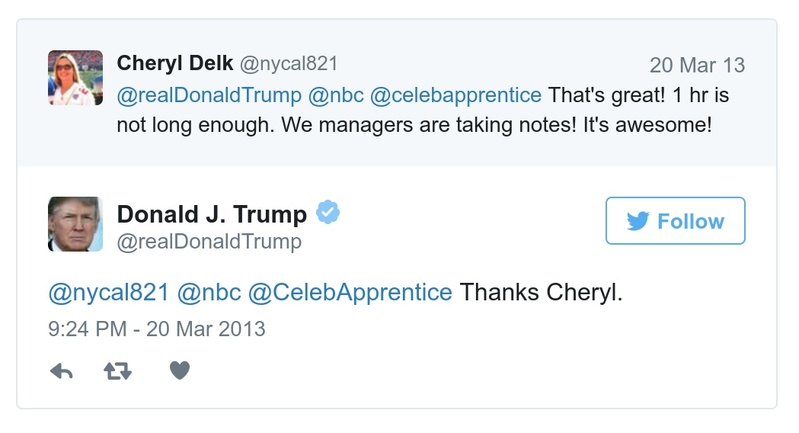 Cheryl Delk @nycal821 20 Mar 13
@realDonaldTrump @nbc @celebapprentice That's great! 1 hr is
not long enough. We managers are taking notes! It's awesome!
Donald J. Trump
@realDonaldTrump
Follow
@nycal821 @nbc @CelebApprentice Thanks Cheryl.
9:24 PM - 20 Mar 2013